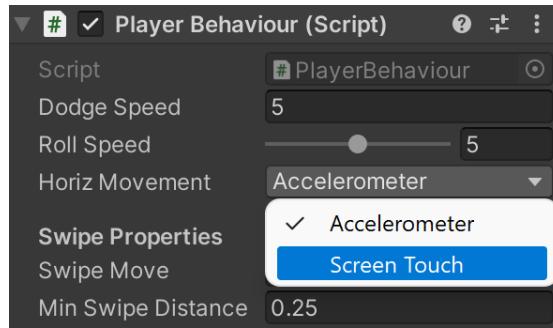 Player Behaviour (Script)
Script PlayerBehaviour
Dodge Speed 5
Roll Speed 5
Horiz Movement Accelerometer
Accelerometer
Swipe Properties
Screen Touch
Swipe Move
Min Swipe Distance 0.25